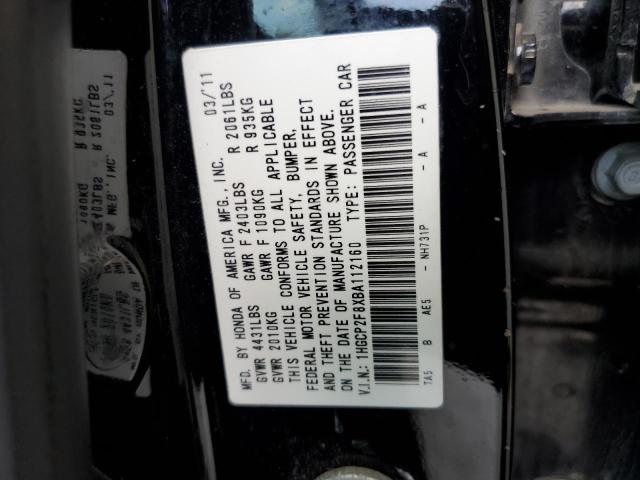 MFD. BY HONDA OF AMERICA MFG., INC. 03/11
GVWR 4431LBS GAWR F 2403LBS R 2061LBS
GVWR 2010KG GAWR F 1090KG R 935KG
THIS VEHICLE CONFORMS TO ALL APPLICABLE
FEDERAL MOTOR VEHICLE SAFETY, BUMPER,
AND THEFT PREVENTION STANDARDS IN EFFECT
ON THE DATE OF MANUFACTURE SHOWN ABOVE.
V.I.N.: 1HGCP2F8XBA112160 TYPE: PASSENGER CAR
TA5 B AE5 - NH731P - A - A